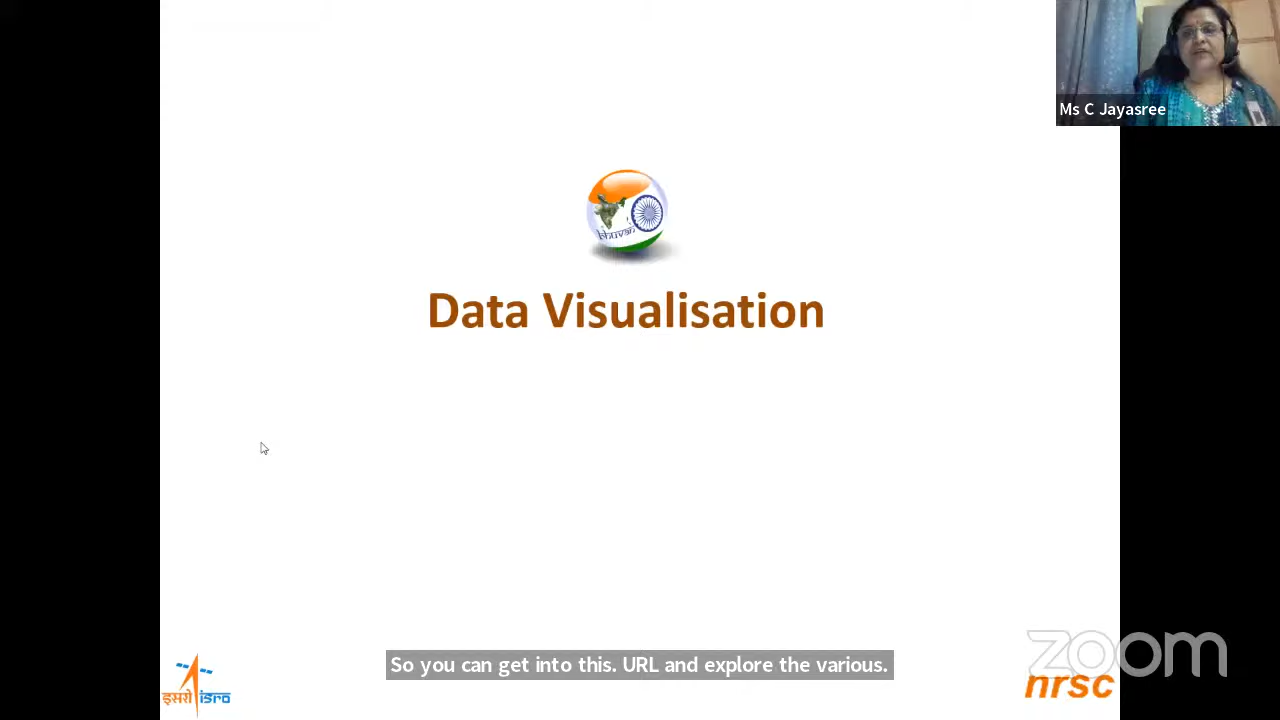 Ms C Jayasree
bhuvan
Data Visualisation
So you can get into this. URL and explore the various.
zoom
इसरो isro
nrsc